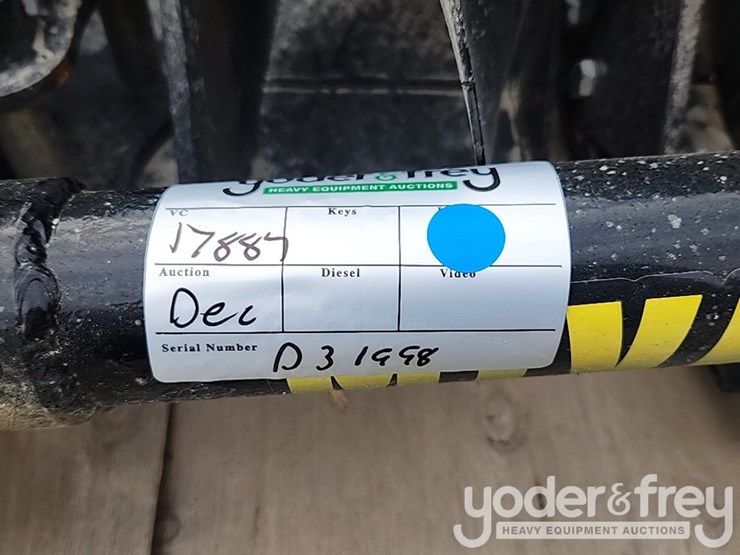 yoder & frey
HEAVY EQUIPMENT AUCTIONS
VC Keys
17887
Auction Diesel Video
Dec
Serial Number D31998
yoder&frey
HEAVY EQUIPMENT AUCTIONS